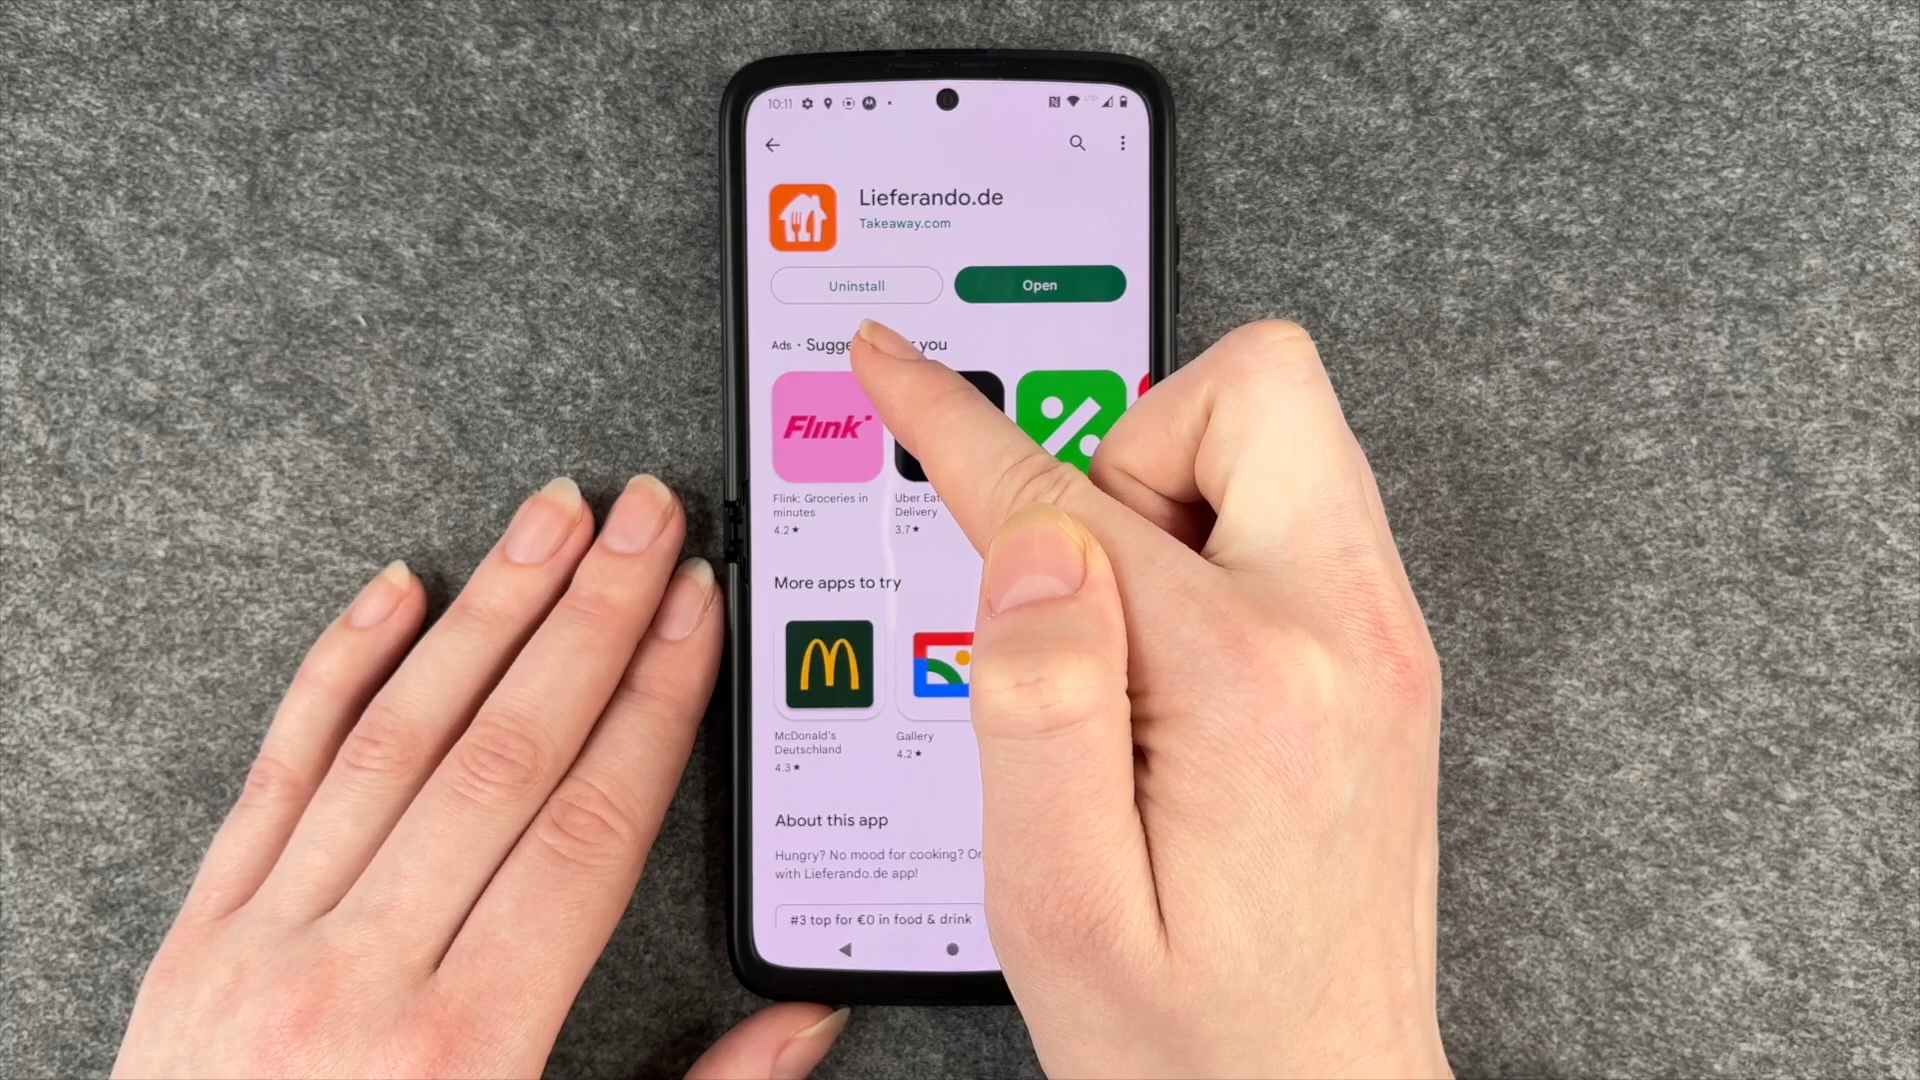 10:11
LTE+
Lieferando.de
Takeaway.com
Uninstall
Open
Ads • Sugge you
Flink
%
Flink: Groceries in
minutes
Uber Eat
Delivery
4.2★
3.7★
More apps to try
M
McDonald's
Deutschland
Gallery
4.3★
4.2★
About this app
Hungry? No mood for cooking? Or
with Lieferando.de app!
#3 top for €0 in food & drink